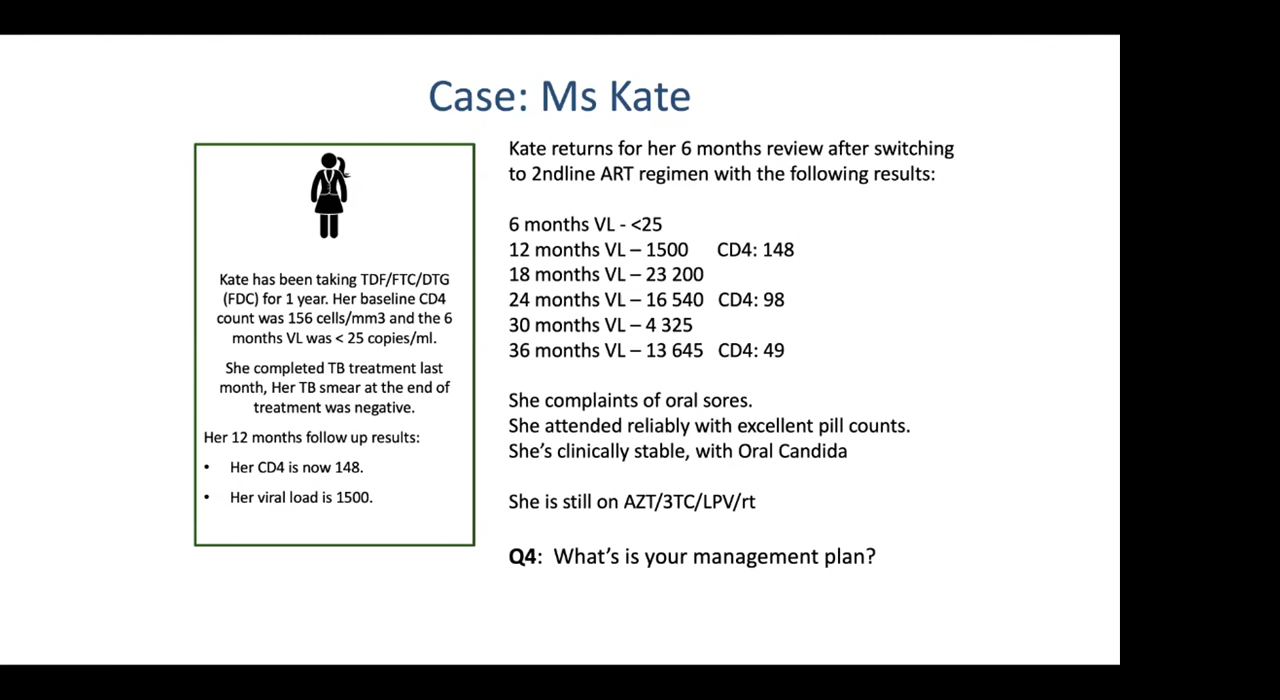 Case: Ms Kate
Kate has been taking TDF/FTC/DTG
(FDC) for 1 year. Her baseline CD4
count was 156 cells/mm3 and the 6
months VL was < 25 copies/ml.
She completed TB treatment last
month, Her TB smear at the end of
treatment was negative.
Her 12 months follow up results:
• Her CD4 is now 148.
• Her viral load is 1500.
Kate returns for her 6 months review after switching
to 2ndline ART regimen with the following results:
6 months VL - <25
12 months VL – 1500 CD4: 148
18 months VL – 23 200
24 months VL – 16 540 CD4: 98
30 months VL – 4 325
36 months VL – 13 645 CD4: 49
She complaints of oral sores.
She attended reliably with excellent pill counts.
She's clinically stable, with Oral Candida
She is still on AZT/3TC/LPV/rt
Q4: What's is your management plan?